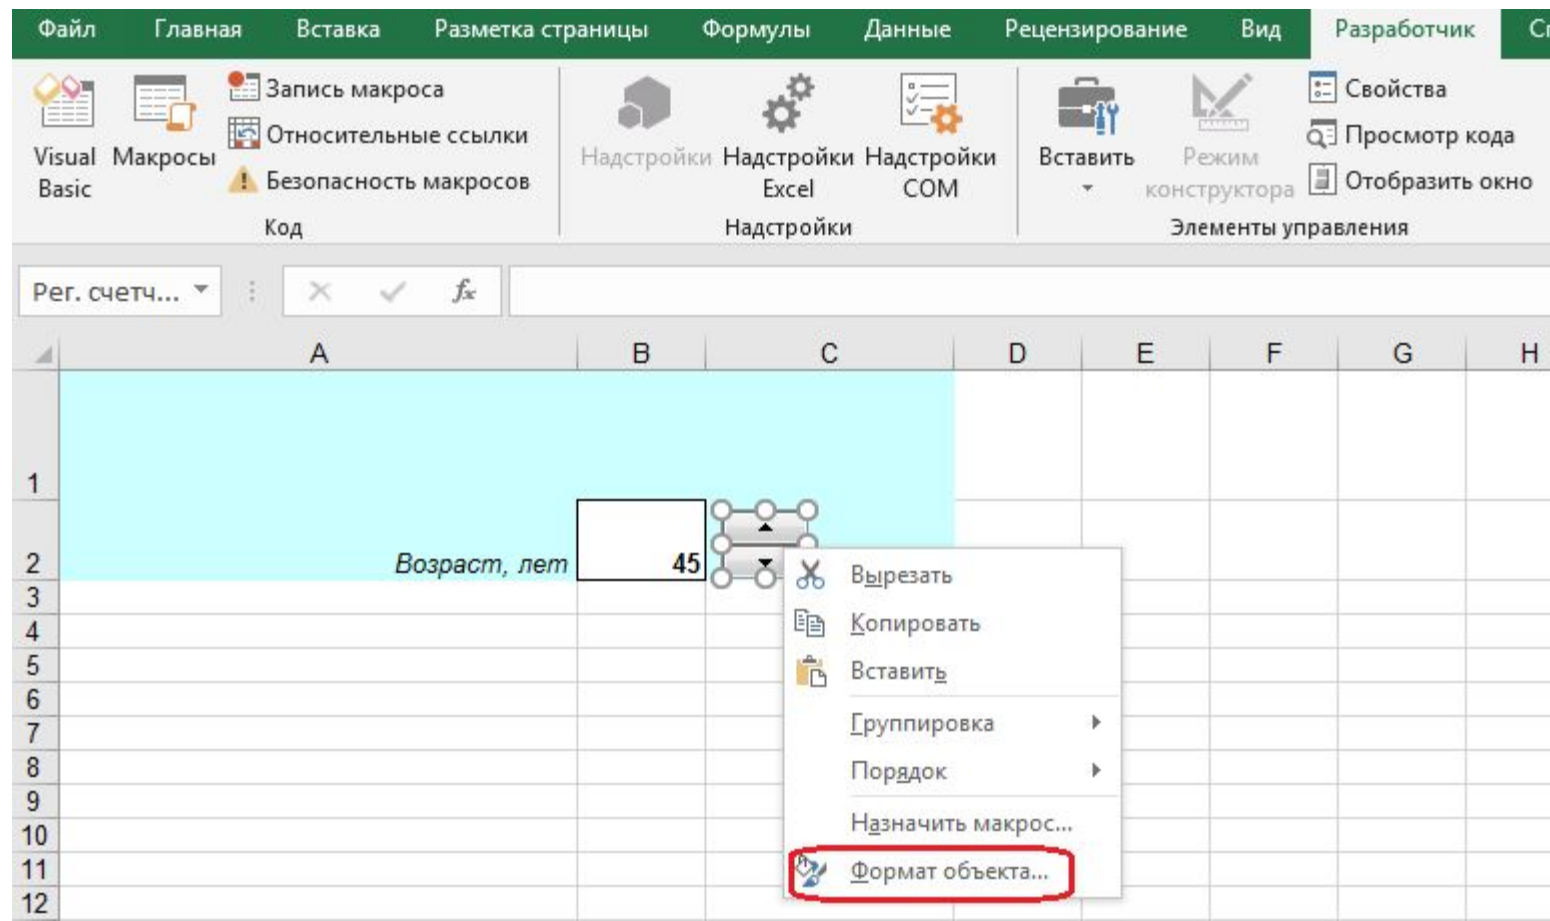 Файл Главная Вставка Разметка страницы Формулы Данные Рецензирование Вид Разработчик
Visual Basic
Макросы
Запись макроса
Относительные ссылки
Безопасность макросов
Код
Надстройки
Надстройки Excel
Надстройки COM
Надстройки
Вставить
Режим конструктора
Свойства
Просмотр кода
Отобразить окно
Элементы управления
Рег. счетч... fx
A B C D E F G H
1
2 Возраст, лет 45
3
4
5
6
7
8
9
10
11
12
Вырезать
Копировать
Вставить
Группировка
Порядок
Назначить макрос...
Формат объекта...